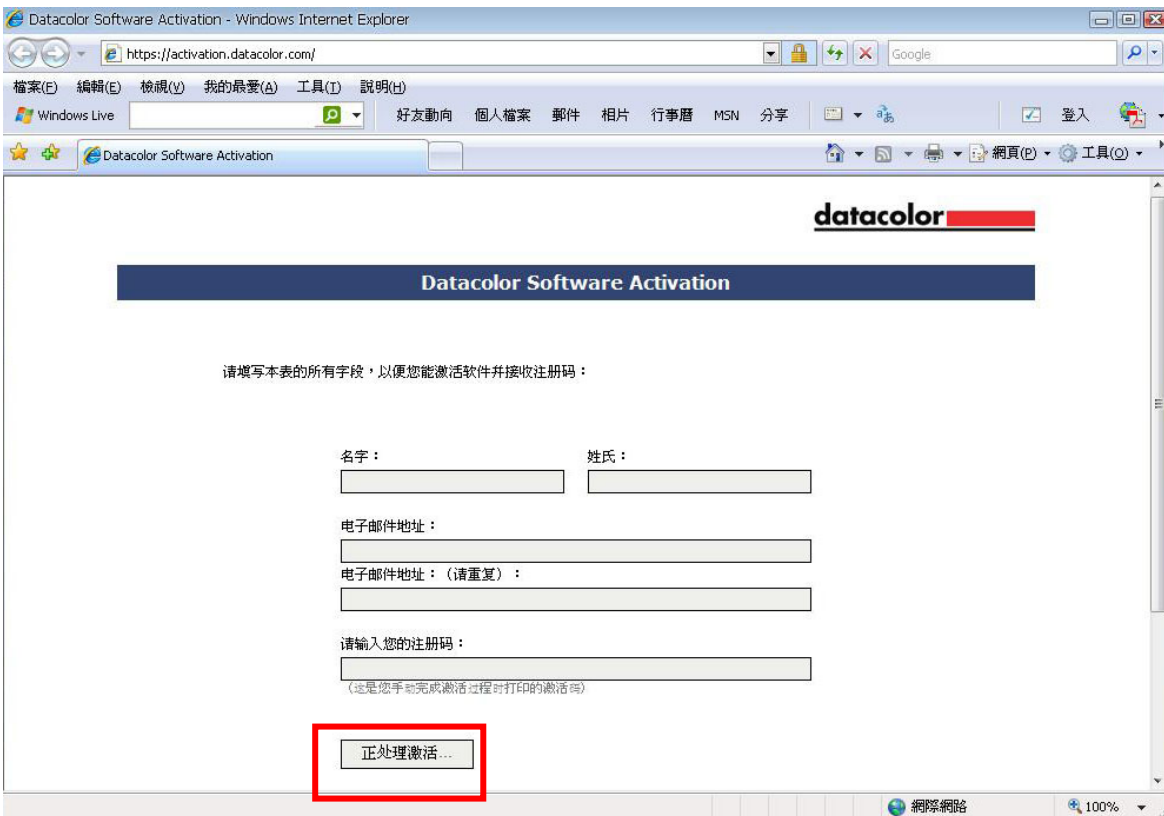 Datacolor Software Activation - Windows Internet Explorer
https://activation.datacolor.com/
Google
檔案(F) 編輯(E) 檢視(V) 我的最愛(A) 工具(T) 說明(H)
Windows Live 好友動向 個人檔案 郵件 相片 行事曆 MSN 分享 登入
Datacolor Software Activation 網頁(P) 工具(O)
datacolor
Datacolor Software Activation
请填写本表的所有字段，以便您能激活软件并接收注册码：
名字： 姓氏：
电子邮件地址：
电子邮件地址：（请重复）：
请输入您的注册码：
（这是您手动完成激活过程时打印的激活码）
正处理激活...
網際網路 100%